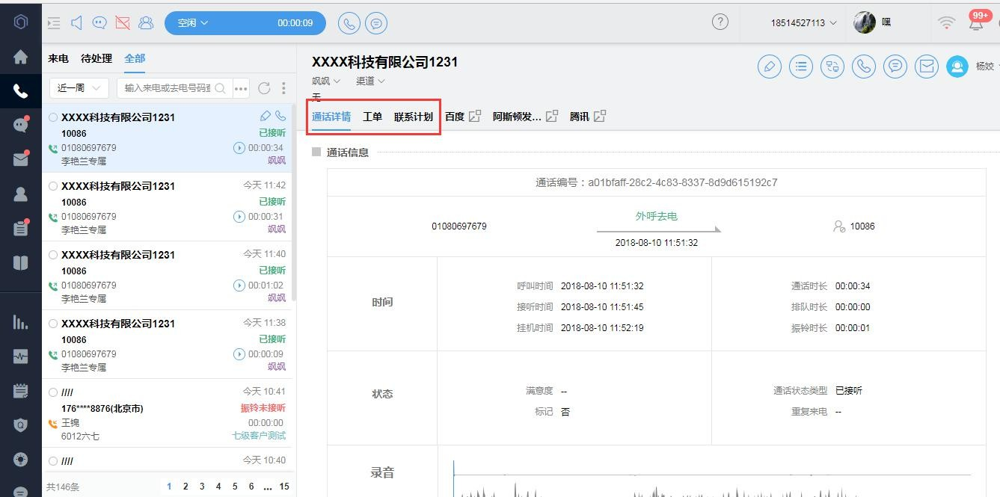 空闲 00:00:09
18514527113 嘿 99+
来电 待处理 全部
近一周 输入来电或去电号码查
XXXX科技有限公司1231
10086 已接听
01080697679 00:00:34
李艳兰专属 飒飒
XXXX科技有限公司1231 今天 11:42
10086 已接听
01080697679 00:00:31
李艳兰专属 飒飒
XXXX科技有限公司1231 今天 11:40
10086 已接听
01080697679 00:01:02
李艳兰专属 飒飒
XXXX科技有限公司1231 今天 11:38
10086 已接听
01080697679 00:00:09
李艳兰专属 飒飒
//// 今天 10:41
176****8876(北京市) 振铃未接听
王锦 00:00:00
6012六七 七级客户测试
//// 今天 10:40
共146条 1 2 3 4 5 6 ... 15
XXXX科技有限公司1231
杨姣
飒飒 渠道
无
通话详情 工单 联系计划 百度 阿斯顿发... 腾讯
通话信息
通话编号：a01bfaff-28c2-4c83-8337-8d9d615192c7
外呼去电
01080697679 10086
2018-08-10 11:51:32
时间
呼叫时间 2018-08-10 11:51:32 通话时长 00:00:34
接听时间 2018-08-10 11:51:45 排队时长 00:00:00
挂机时间 2018-08-10 11:52:19 振铃时长 00:00:01
状态
满意度 -- 通话状态类型 已接听
标记 否 重复来电 --
录音